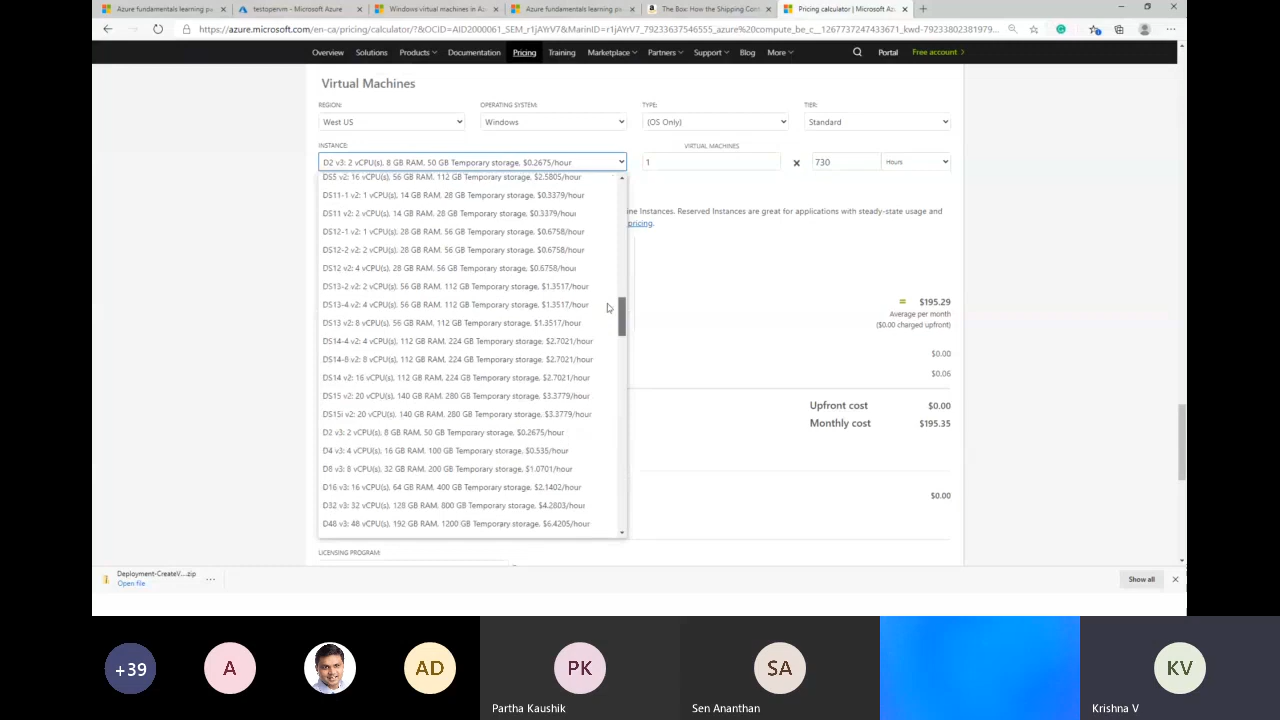 Azure fundamentals learning pa
testopervm - Microsoft Azure
Windows virtual machines in Az
Azure fundamentals learning pa
The Box: How the Shipping Cont
Pricing calculator | Microsoft Az
Overview Solutions Products Documentation Pricing Training Marketplace Partners Support Blog More Portal Free account >
Virtual Machines
REGION: OPERATING SYSTEM: TYPE: TIER:
West US Windows (OS Only) Standard
INSTANCE: VIRTUAL MACHINES
D2 v3: 2 vCPU(s), 8 GB RAM, 50 GB Temporary storage, $0.2675/hour 1 × 730 Hours
DS5 v2: 16 vCPU(s), 56 GB RAM, 112 GB Temporary storage, $2.5805/hour
DS11-1 v2: 1 vCPU(s), 14 GB RAM, 28 GB Temporary storage, $0.3379/hour
DS11 v2: 2 vCPU(s), 14 GB RAM, 28 GB Temporary storage, $0.3379/hour
DS12-1 v2: 1 vCPU(s), 28 GB RAM, 56 GB Temporary storage, $0.6758/hour
DS12-2 v2: 2 vCPU(s), 28 GB RAM, 56 GB Temporary storage, $0.6758/hour
DS12 v2: 4 vCPU(s), 28 GB RAM, 56 GB Temporary storage, $0.6758/hour
DS13-2 v2: 2 vCPU(s), 56 GB RAM, 112 GB Temporary storage, $1.3517/hour
DS13-4 v2: 4 vCPU(s), 56 GB RAM, 112 GB Temporary storage, $1.3517/hour
DS13 v2: 8 vCPU(s), 56 GB RAM, 112 GB Temporary storage, $1.3517/hour
DS14-4 v2: 4 vCPU(s), 112 GB RAM, 224 GB Temporary storage, $2.7021/hour
DS14-8 v2: 8 vCPU(s), 112 GB RAM, 224 GB Temporary storage, $2.7021/hour
DS14 v2: 16 vCPU(s), 112 GB RAM, 224 GB Temporary storage, $2.7021/hour
DS15 v2: 20 vCPU(s), 140 GB RAM, 280 GB Temporary storage, $3.3779/hour
DS15i v2: 20 vCPU(s), 140 GB RAM, 280 GB Temporary storage, $3.3779/hour
D2 v3: 2 vCPU(s), 8 GB RAM, 50 GB Temporary storage, $0.2675/hour
D4 v3: 4 vCPU(s), 16 GB RAM, 100 GB Temporary storage, $0.535/hour
D8 v3: 8 vCPU(s), 32 GB RAM, 200 GB Temporary storage, $1.0701/hour
D16 v3: 16 vCPU(s), 64 GB RAM, 400 GB Temporary storage, $2.1402/hour
D32 v3: 32 vCPU(s), 128 GB RAM, 800 GB Temporary storage, $4.2803/hour
D48 v3: 48 vCPU(s), 192 GB RAM, 1200 GB Temporary storage, $6.4205/hour
ne Instances. Reserved Instances are great for applications with steady-state usage and
pricing.
= $195.29
Average per month
($0.00 charged upfront)
$0.00
$0.06
Upfront cost $0.00
Monthly cost $195.35
$0.00
LICENSING PROGRAM:
Deployment-CreateV....zip
Open file
Show all
+39
A
AD
PK
Partha Kaushik
SA
Sen Ananthan
KV
Krishna V